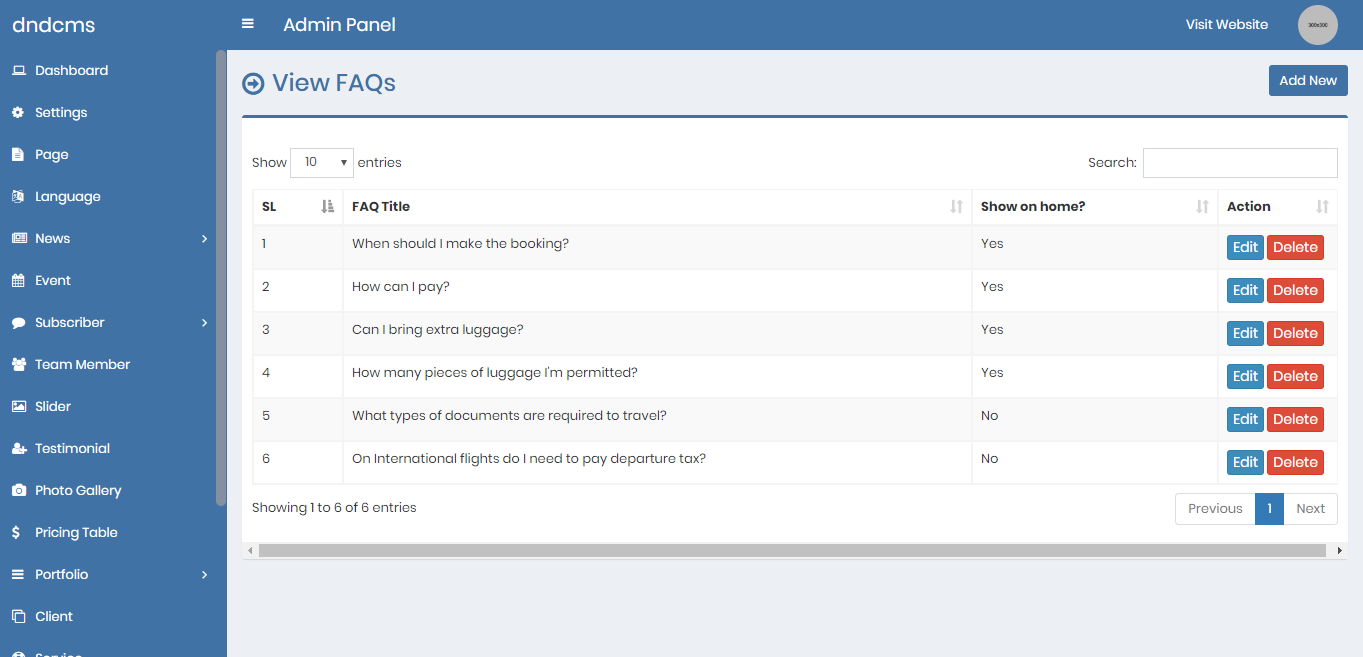 dndcms
Admin Panel
Visit Website
300x300
Dashboard
Settings
Page
Language
News
Event
Subscriber
Team Member
Slider
Testimonial
Photo Gallery
Pricing Table
Portfolio
Client
Service
View FAQs
Add New
Show 10 entries
Search:
SL FAQ Title Show on home? Action
1 When should I make the booking? Yes Edit Delete
2 How can I pay? Yes Edit Delete
3 Can I bring extra luggage? Yes Edit Delete
4 How many pieces of luggage I'm permitted? Yes Edit Delete
5 What types of documents are required to travel? No Edit Delete
6 On International flights do I need to pay departure tax? No Edit Delete
Showing 1 to 6 of 6 entries
Previous 1 Next